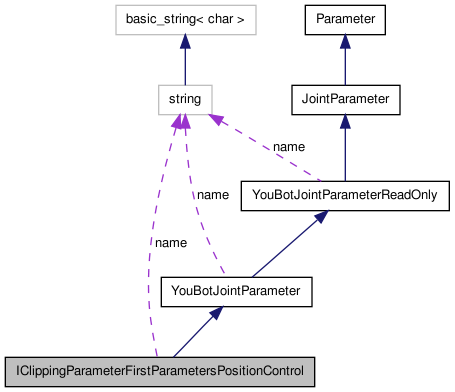 basic_string< char >
Parameter
string
JointParameter
name
YouBotJointParameterReadOnly
name
name
YouBotJointParameter
IClippingParameterFirstParametersPositionControl